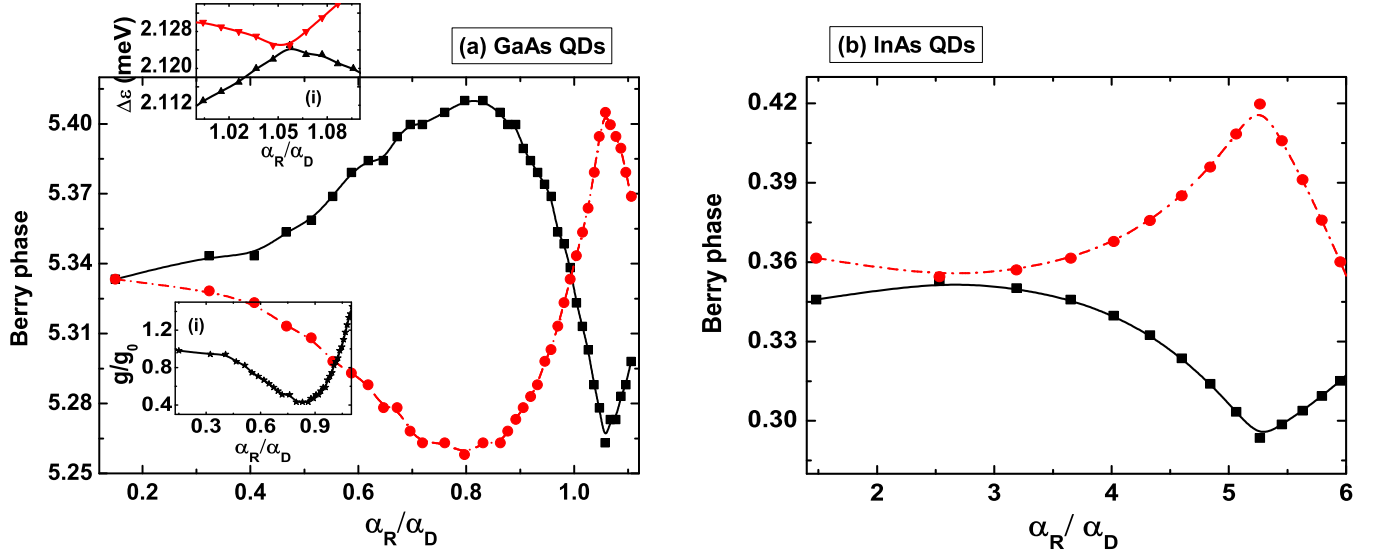 (a) GaAs QDs
Berry phase
5.40
5.37
5.34
5.31
5.28
5.25
0.2 0.4 0.6 0.8 1.0
α_R/α_D
Δε (meV)
2.128
2.120
2.112
(i)
1.02 1.05 1.08
α_R/α_D
(i)
g/g_0
1.2
0.8
0.4
0.3 0.6 0.9
α_R/α_D
(b) InAs QDs
Berry phase
0.42
0.39
0.36
0.33
0.30
2 3 4 5 6
α_R/ α_D